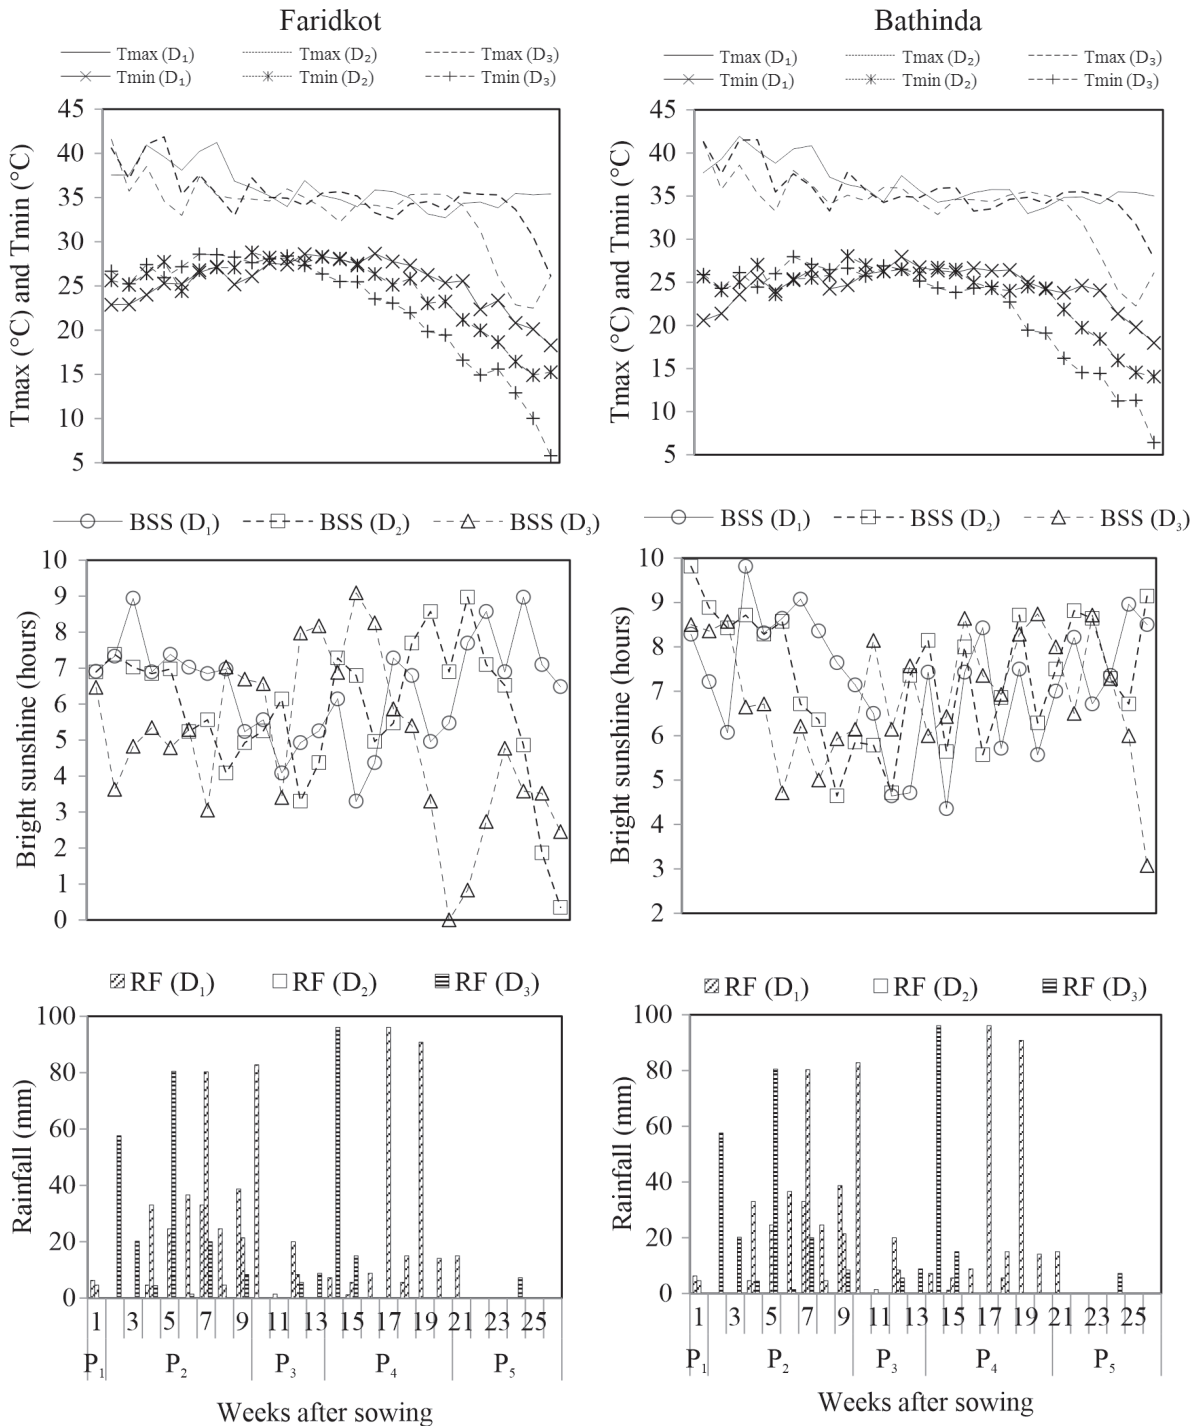 Faridkot
Tmax (D₁) Tmax (D₂) Tmax (D₃)
Tmin (D₁) Tmin (D₂) Tmin (D₃)
Tmax (°C) and Tmin (°C)
45
40
35
30
25
20
15
10
5
Bathinda
Tmax (D₁) Tmax (D₂) Tmax (D₃)
Tmin (D₁) Tmin (D₂) Tmin (D₃)
Tmax (°C) and Tmin (°C)
45
40
35
30
25
20
15
10
5
BSS (D₁) BSS (D₂) BSS (D₃)
Bright sunshine (hours)
10
9
8
7
6
5
4
3
2
1
0
BSS (D₁) BSS (D₂) BSS (D₃)
Bright sunshine (hours)
10
9
8
7
6
5
4
3
2
RF (D₁) RF (D₂) RF (D₃)
Rainfall (mm)
100
80
60
40
20
0
1 3 5 7 9 11 13 15 17 19 21 23 25
P₁ P₂ P₃ P₄ P₅
Weeks after sowing
RF (D₁) RF (D₂) RF (D₃)
Rainfall (mm)
100
80
60
40
20
0
1 3 5 7 9 11 13 15 17 19 21 23 25
P₁ P₂ P₃ P₄ P₅
Weeks after sowing